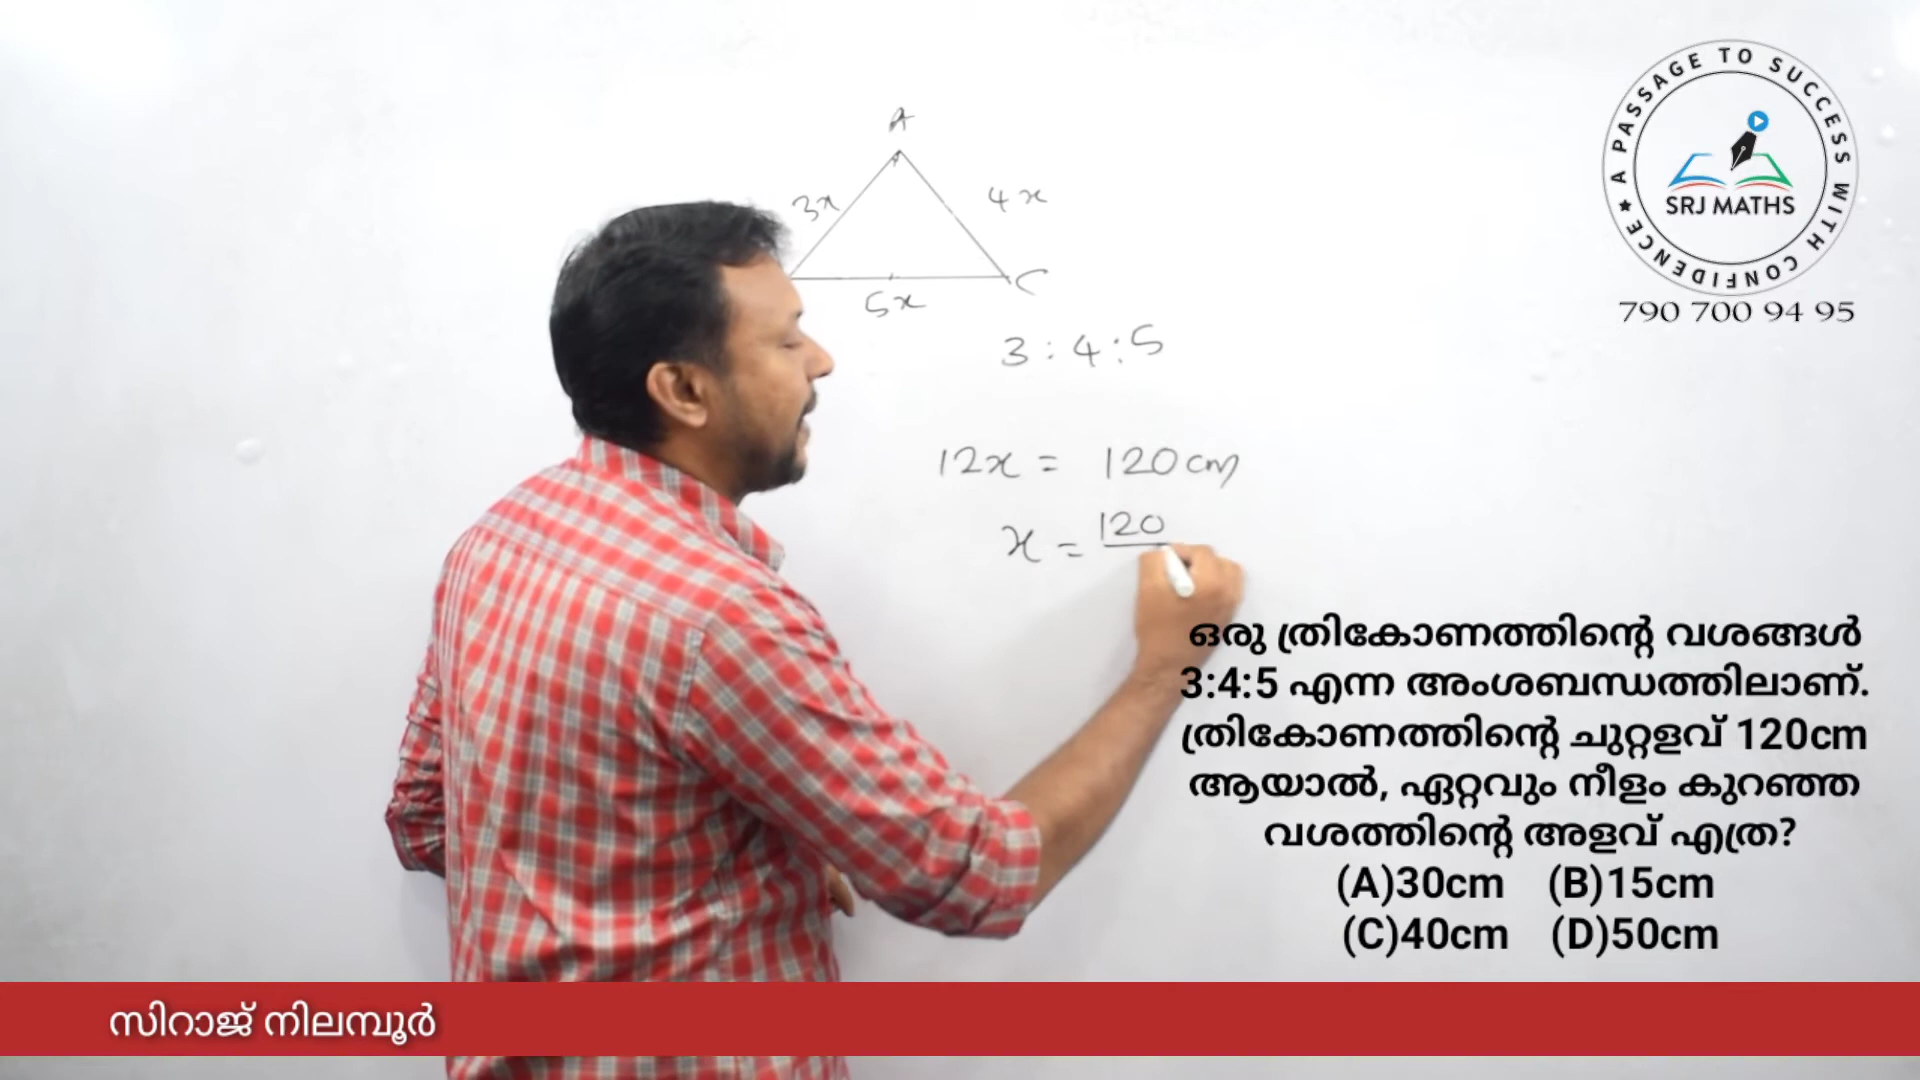 A
3x
4x
C
5x
3 : 4 : 5
12x = 120cm
x = 120
★ A PASSAGE TO SUCCESS WITH CONFIDENCE
SRJ MATHS
790 700 94 95
ഒരു ത്രികോണത്തിന്റെ വശങ്ങൾ
3:4:5 എന്ന അംശബന്ധത്തിലാണ്.
ത്രികോണത്തിന്റെ ചുറ്റളവ് 120cm
ആയാൽ, ഏറ്റവും നീളം കുറഞ്ഞ
വശത്തിന്റെ അളവ് എത്ര?
(A)30cm (B)15cm
(C)40cm (D)50cm
സിറാജ് നിലമ്പൂർ